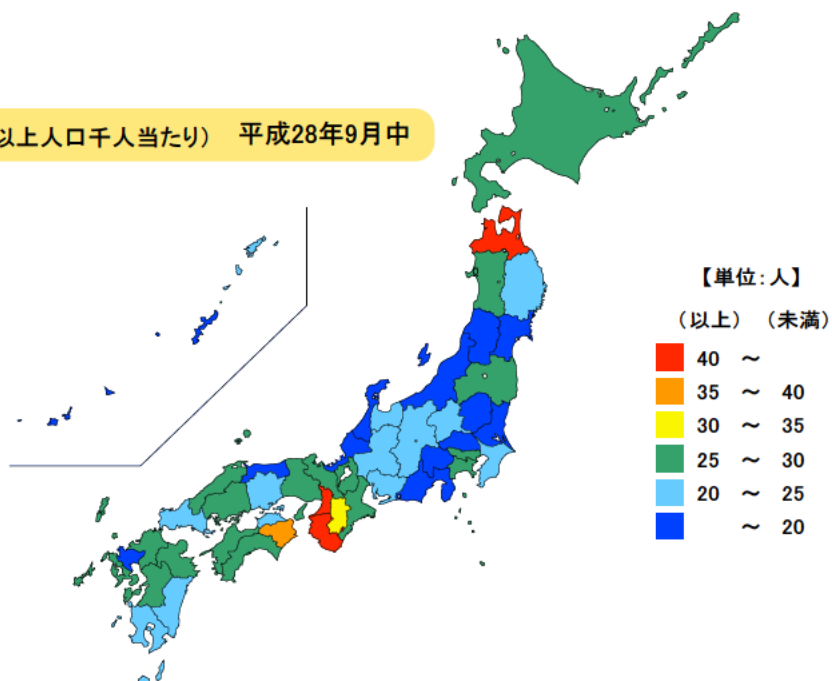 以上人口千人当たり） 平成28年9月中
【単位：人】
（以上） （未満）
40 ～
35 ～ 40
30 ～ 35
25 ～ 30
20 ～ 25
～ 20